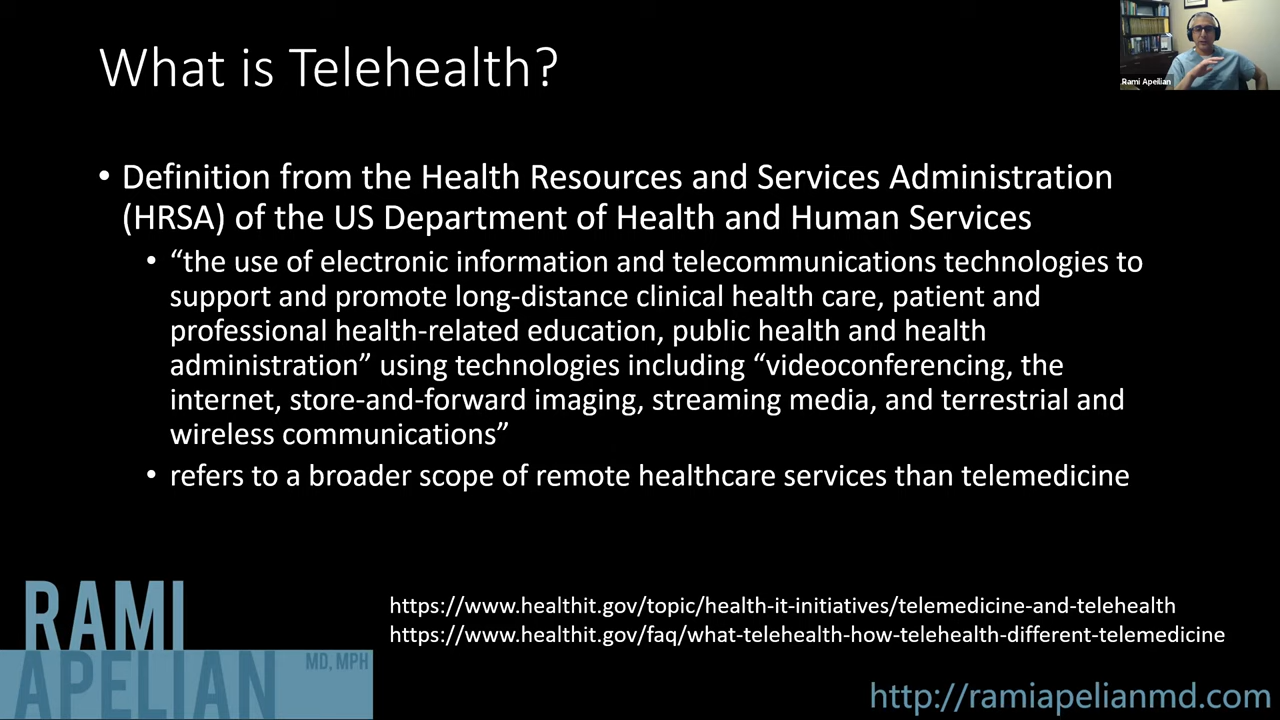 What is Telehealth?
Rami Apeilian
• Definition from the Health Resources and Services Administration
(HRSA) of the US Department of Health and Human Services
• “the use of electronic information and telecommunications technologies to
support and promote long-distance clinical health care, patient and
professional health-related education, public health and health
administration” using technologies including “videoconferencing, the
internet, store-and-forward imaging, streaming media, and terrestrial and
wireless communications”
• refers to a broader scope of remote healthcare services than telemedicine
https://www.healthit.gov/topic/health-it-initiatives/telemedicine-and-telehealth
https://www.healthit.gov/faq/what-telehealth-how-telehealth-different-telemedicine
RAMI
APELIAN
MD, MPH
http://ramiapelianmd.com